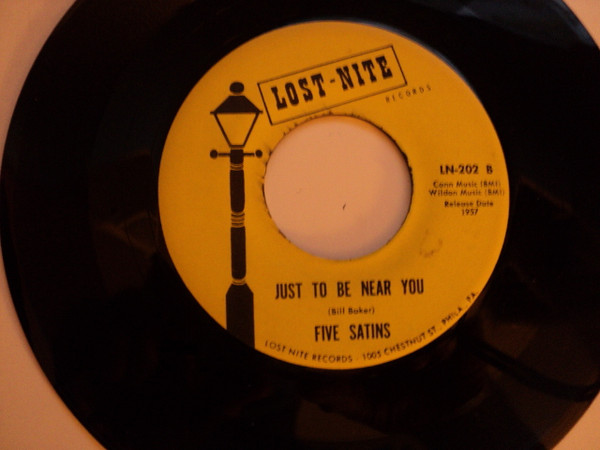 LOST-NITE
RECORDS
LN-202 B
Conn Music (BMI)
Wildon Music (BMI)
Release Date
1957
JUST TO BE NEAR YOU
(Bill Baker)
FIVE SATINS
LOST-NITE RECORDS - 1005 CHESTNUT ST., PHILA., PA.